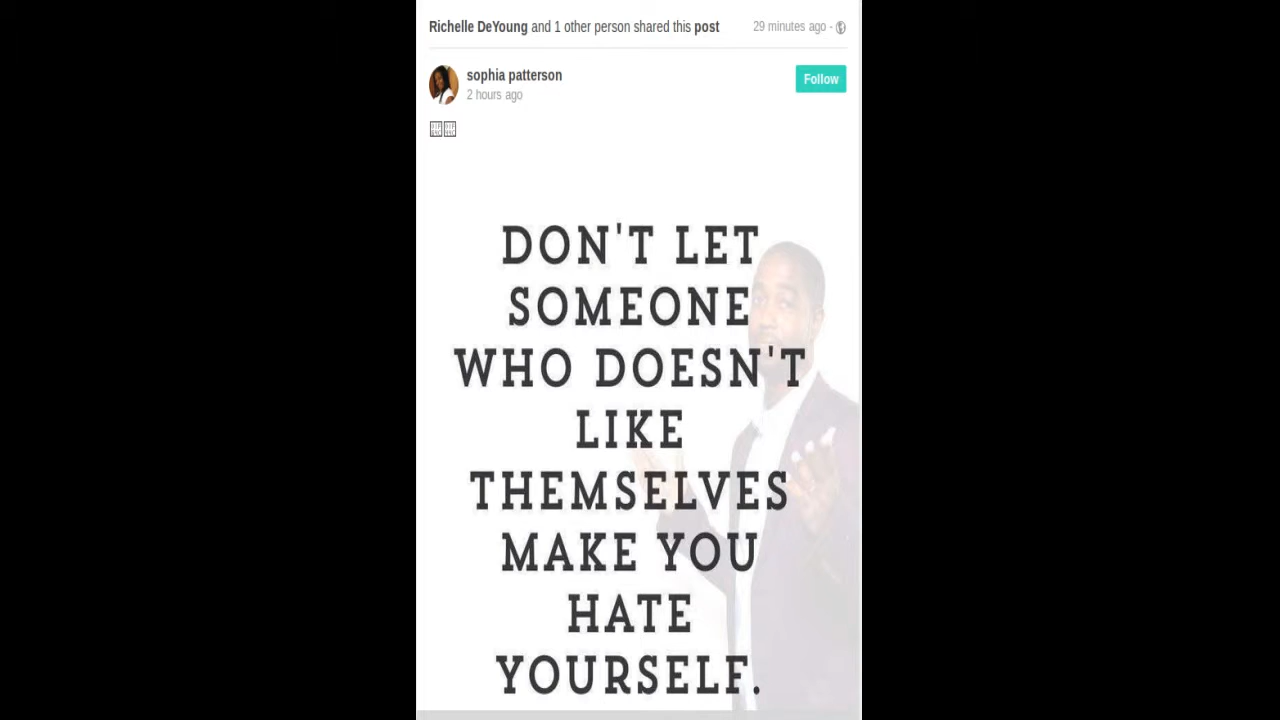 Richelle DeYoung and 1 other person shared this post 29 minutes ago -
sophia patterson
Follow
2 hours ago
DON'T LET
SOMEONE
WHO DOESN'T
LIKE
THEMSELVES
MAKE YOU
HATE
YOURSELF.